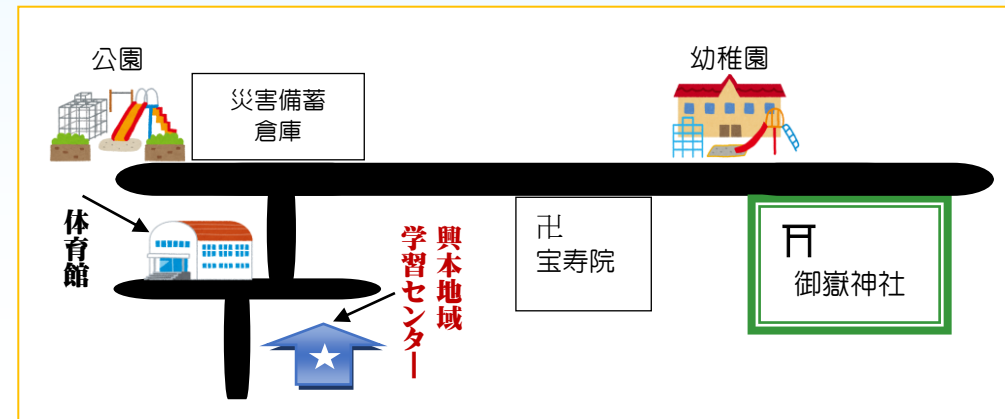 公園
災害備蓄
倉庫
幼稚園
体育館
興本地域
学習センター
卍
宝寿院
御嶽神社